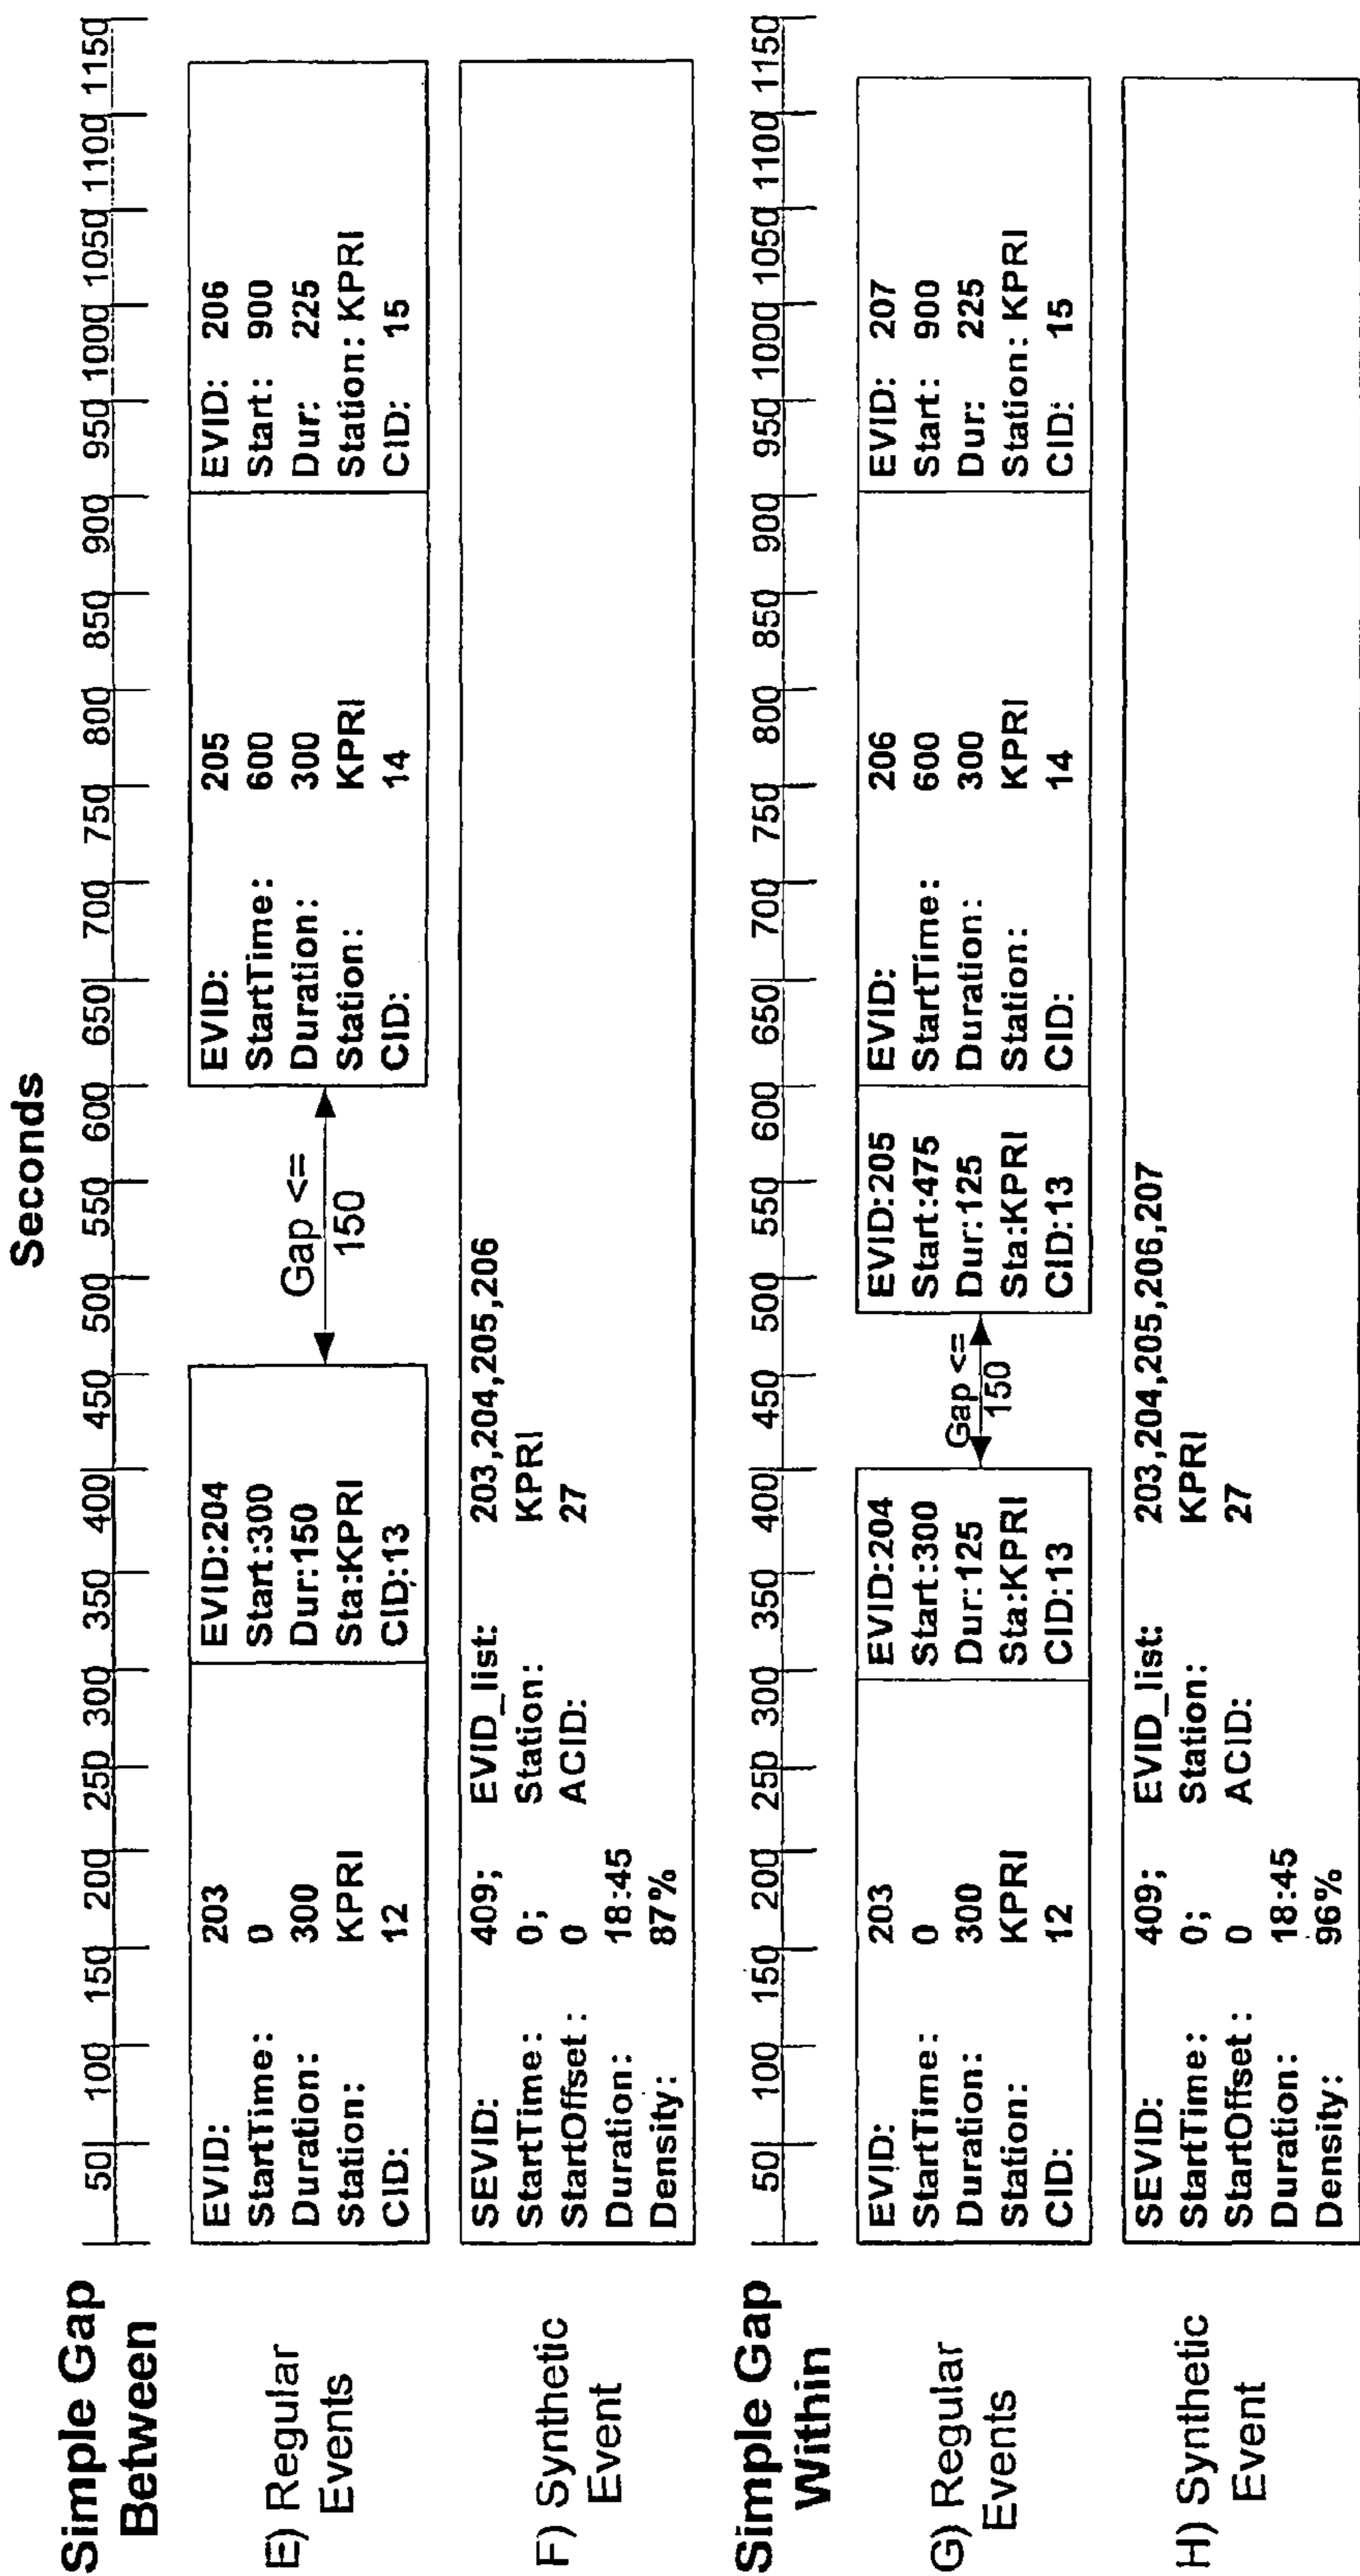 Seconds
Simple Gap
Between
50 100 150 200 250 300 350 400 450 500 550 600 650 700 750 800 850 900 950 1000 1050 1100 1150
E) Regular
Events
EVID: 203
StartTime: 0
Duration: 300
Station: KPRI
CID: 12
EVID:204
Start:300
Dur:150
Sta:KPRI
CID:13
Gap <=
150
EVID: 205
StartTime: 600
Duration: 300
Station: KPRI
CID: 14
EVID: 206
Start: 900
Dur: 225
Station: KPRI
CID: 15
F) Synthetic
Event
SEVID: 409; EVID_list: 203,204,205,206
StartTime: 0; Station: KPRI
StartOffset: 0 ACID: 27
Duration: 18:45
Density: 87%
Simple Gap
Within
50 100 150 200 250 300 350 400 450 500 550 600 650 700 750 800 850 900 950 1000 1050 1100 1150
G) Regular
Events
EVID: 203
StartTime: 0
Duration: 300
Station: KPRI
CID: 12
EVID:204
Start:300
Dur:125
Sta:KPRI
CID:13
Gap <=
150
EVID:205
Start:475
Dur:125
Sta:KPRI
CID:13
EVID: 206
StartTime: 600
Duration: 300
Station: KPRI
CID: 14
EVID: 207
Start: 900
Dur: 225
Station: KPRI
CID: 15
H) Synthetic
Event
SEVID: 409; EVID_list: 203,204,205,206,207
StartTime: 0; Station: KPRI
StartOffset: 0 ACID: 27
Duration: 18:45
Density: 96%